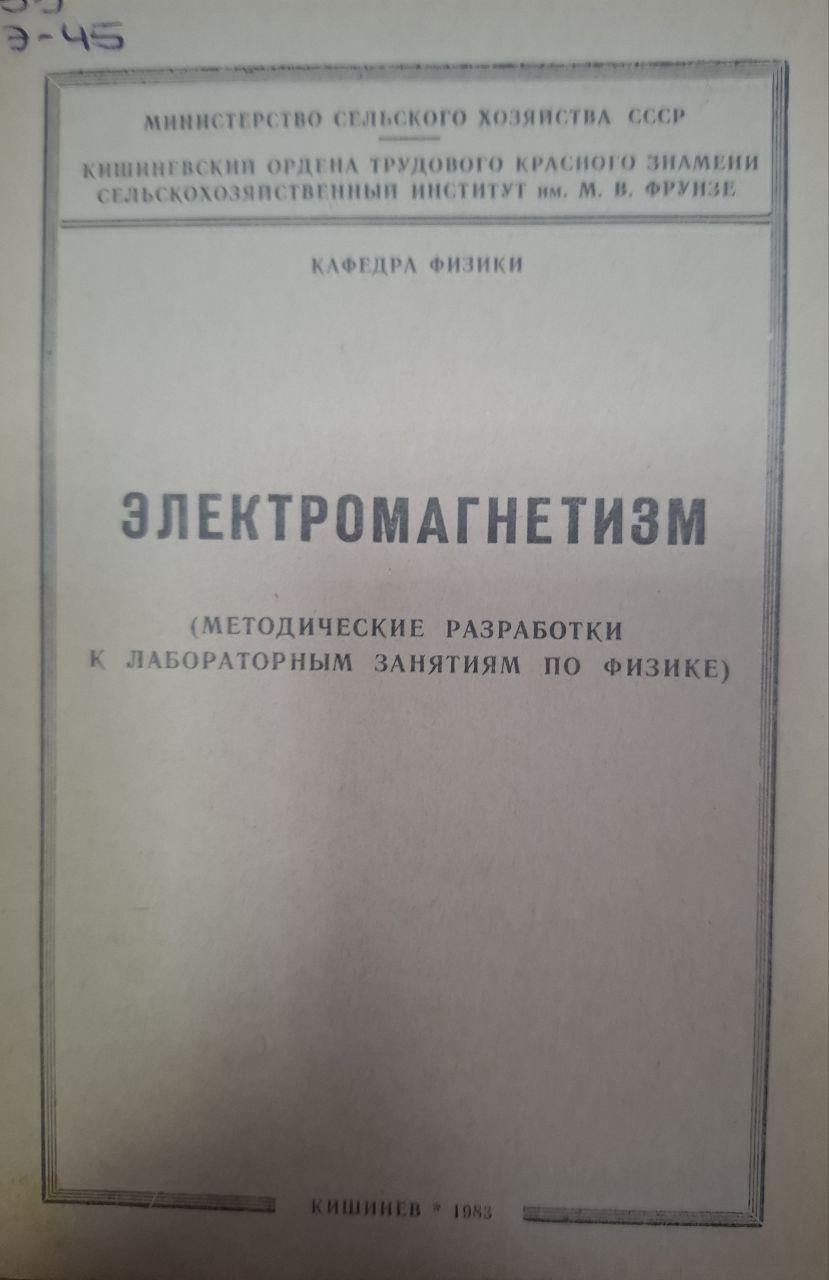 Э-45
МИНИСТЕРСТВО СЕЛЬСКОГО ХОЗЯЙСТВА СССР
КИШИНЕВСКИЙ ОРДЕНА ТРУДОВОГО КРАСНОГО ЗНАМЕНИ
СЕЛЬСКОХОЗЯЙСТВЕННЫЙ ИНСТИТУТ им. М. В. ФРУНЗЕ
КАФЕДРА ФИЗИКИ
ЭЛЕКТРОМАГНЕТИЗМ
(МЕТОДИЧЕСКИЕ РАЗРАБОТКИ
К ЛАБОРАТОРНЫМ ЗАНЯТИЯМ ПО ФИЗИКЕ)
КИШИНЕВ * 1983